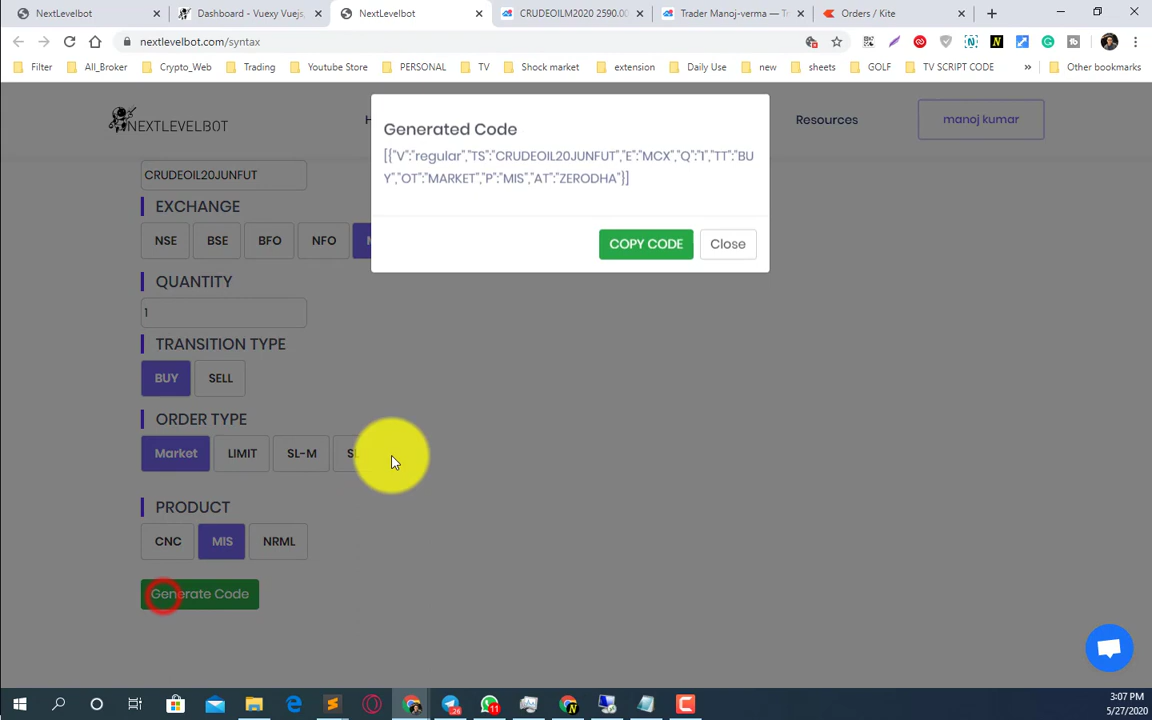 NextLevelbot
Dashboard - Vuexy Vuejs,
NextLevelbot
CRUDEOILM2020 2590.00
Trader Manoj-verma — Tr
Orders / Kite
nextlevelbot.com/syntax
Filter
All_Broker
Crypto_Web
Trading
Youtube Store
PERSONAL
TV
Shock market
extension
Daily Use
new
sheets
GOLF
TV SCRIPT CODE
Other bookmarks
NEXTLEVELBOT
H
Resources
manoj kumar
Generated Code
[{"V":"regular","TS":"CRUDEOIL20JUNFUT","E":"MCX","Q":"1","TT":"BU
Y","OT":"MARKET","P":"MIS","AT":"ZERODHA"}]
COPY CODE
Close
CRUDEOIL20JUNFUT
EXCHANGE
NSE
BSE
BFO
NFO
M
QUANTITY
1
TRANSITION TYPE
BUY
SELL
ORDER TYPE
Market
LIMIT
SL-M
SL
PRODUCT
CNC
MIS
NRML
Generate Code
3:07 PM
5/27/2020